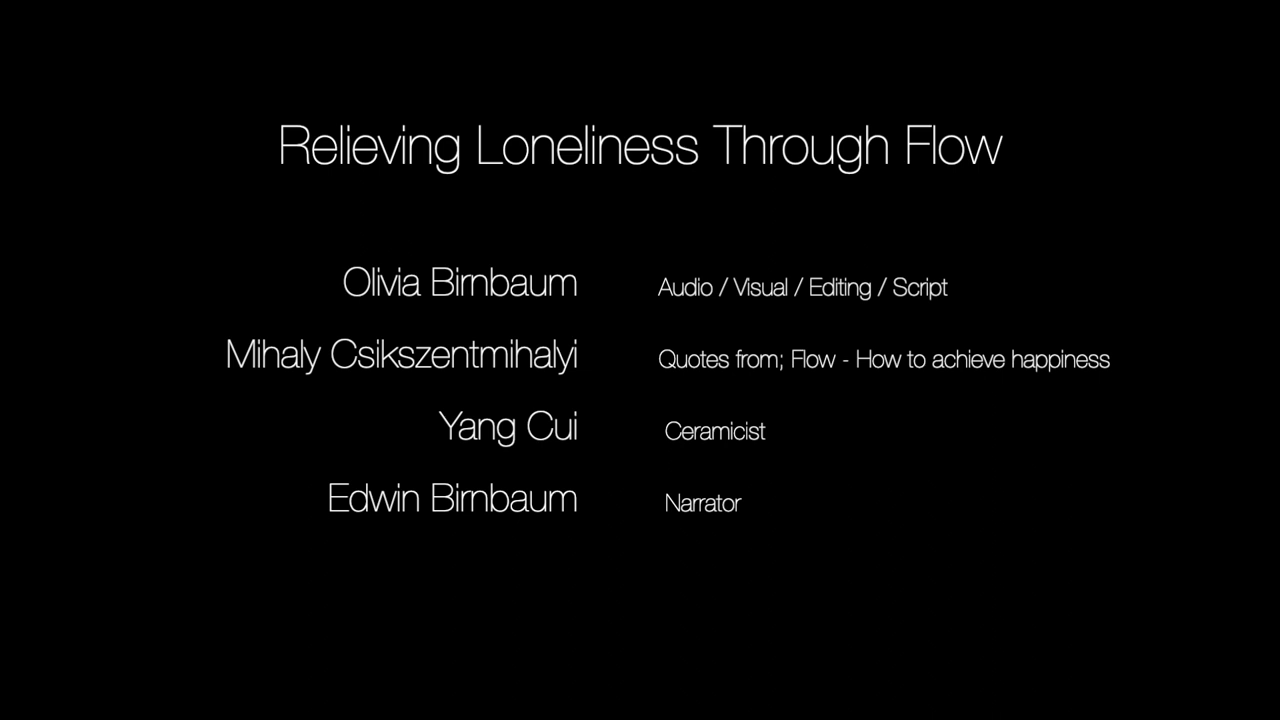 Relieving Loneliness Through Flow
Olivia Birnbaum Audio / Visual / Editing / Script
Mihaly Csikszentmihalyi Quotes from; Flow - How to achieve happiness
Yang Cui Ceramicist
Edwin Birnbaum Narrator